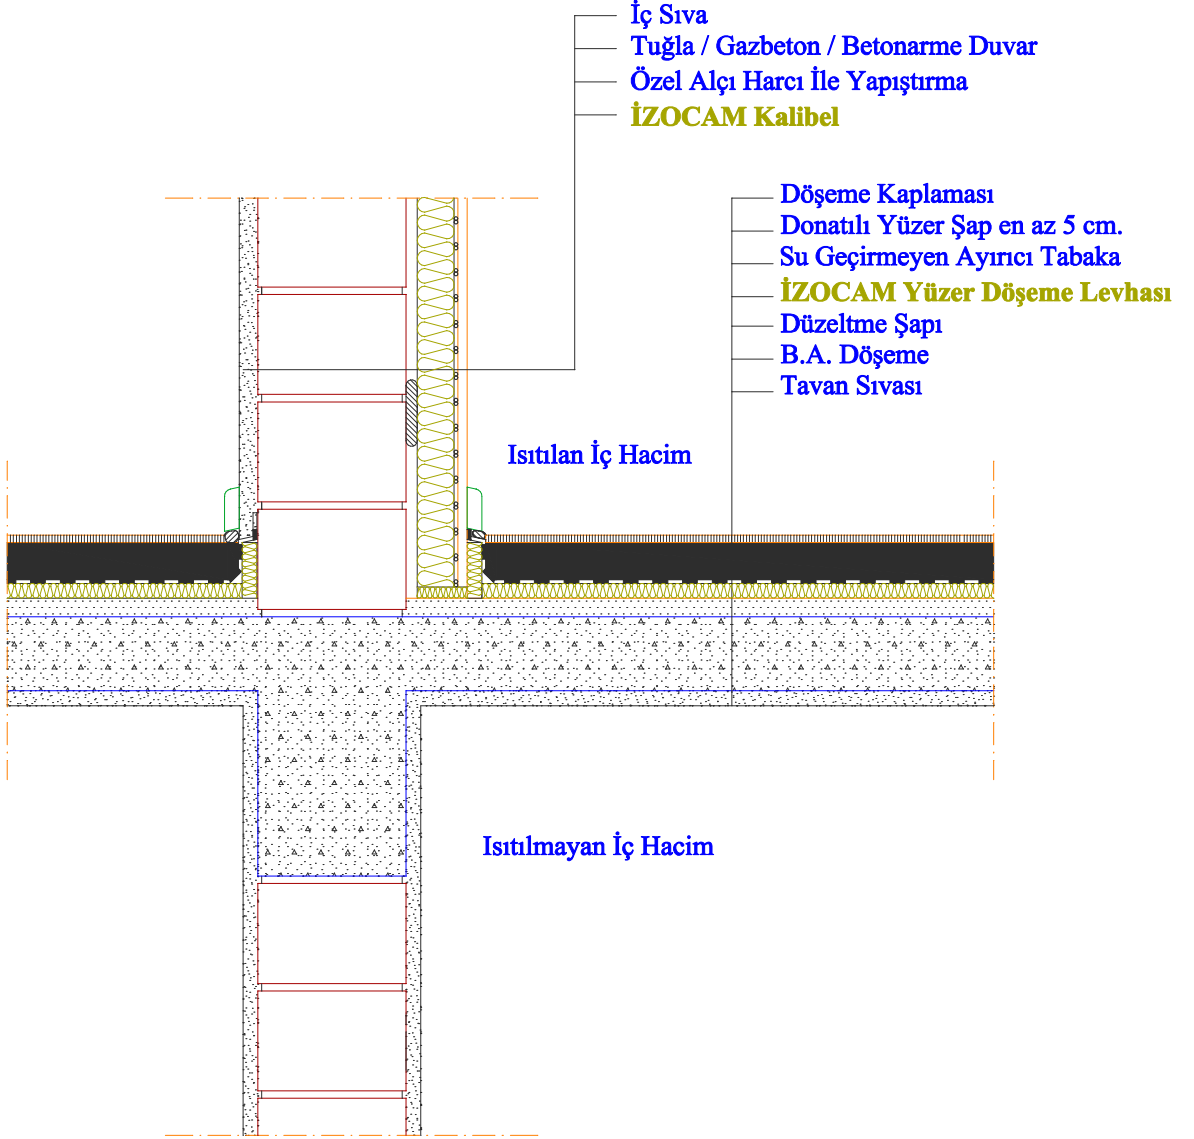 İç Sıva
Tuğla / Gazbeton / Betonarme Duvar
Özel Alçı Harcı İle Yapıştırma
İZOCAM Kalibel
Döşeme Kaplaması
Donatılı Yüzer Şap en az 5 cm.
Su Geçirmeyen Ayırıcı Tabaka
İZOCAM Yüzer Döşeme Levhası
Düzeltme Şapı
B.A. Döşeme
Tavan Sıvası
Isıtılan İç Hacim
Isıtılmayan İç Hacim